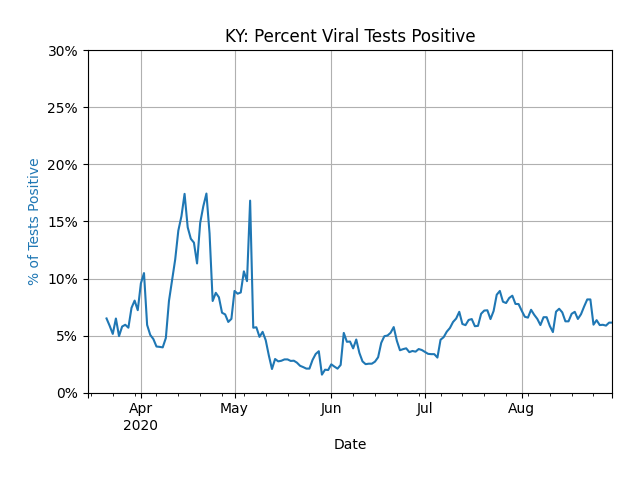 KY: Percent Viral Tests Positive
30%
25%
20%
15%
10%
5%
0%
% of Tests Positive
Apr May Jun Jul Aug
2020
Date